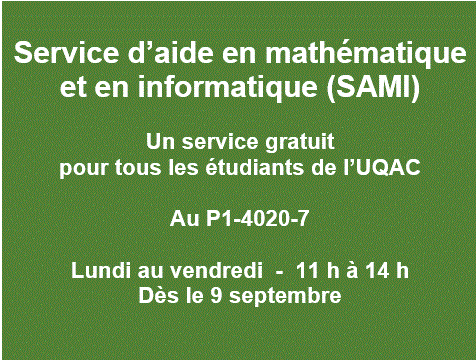 Service d’aide en mathématique
et en informatique (SAMI)
Un service gratuit
pour tous les étudiants de l’UQAC
Au P1-4020-7
Lundi au vendredi  -  11 h à 14 h
Dès le 9 septembre